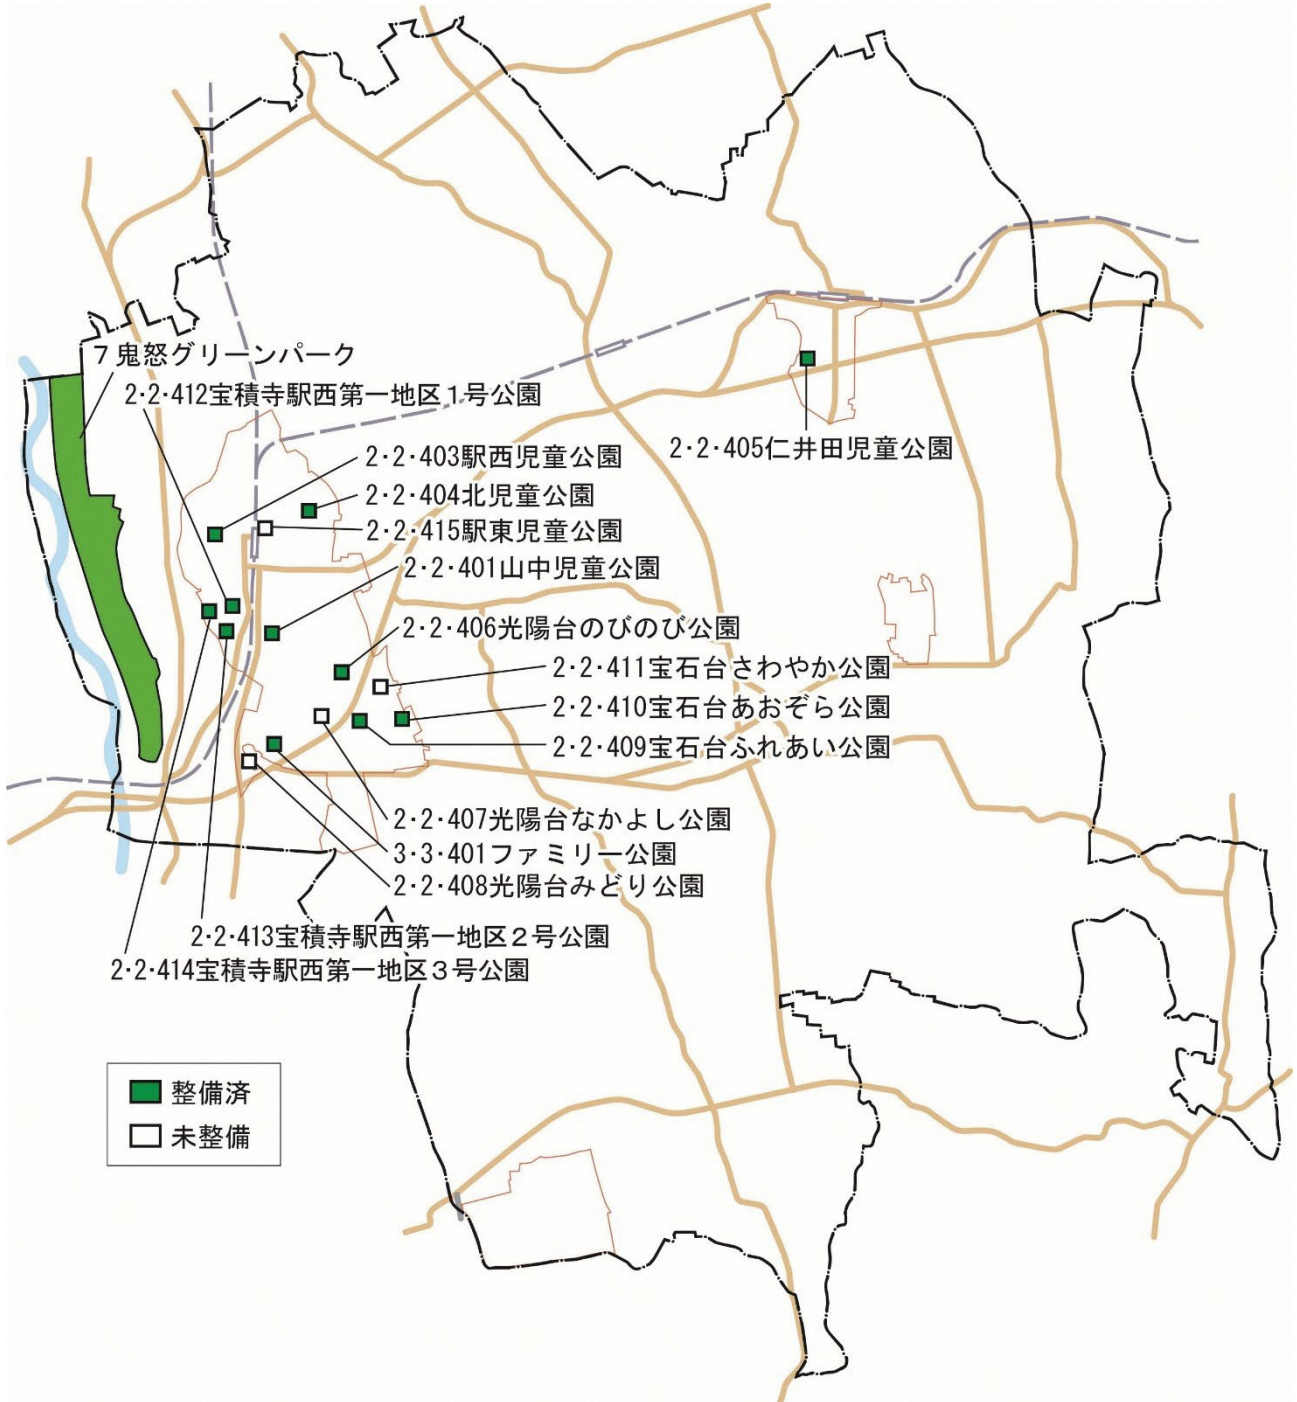 7鬼怒グリーンパーク
2·2·412宝積寺駅西第一地区1号公園
2·2·403駅西児童公園
2·2·405仁井田児童公園
2·2·404北児童公園
2·2·415駅東児童公園
2·2·401山中児童公園
2·2·406光陽台のびのび公園
2·2·411宝石台さわやか公園
2·2·410宝石台あおぞら公園
2·2·409宝石台ふれあい公園
2·2·407光陽台なかよし公園
3·3·401ファミリー公園
2·2·408光陽台みどり公園
2·2·413宝積寺駅西第一地区2号公園
2·2·414宝積寺駅西第一地区3号公園
整備済
未整備